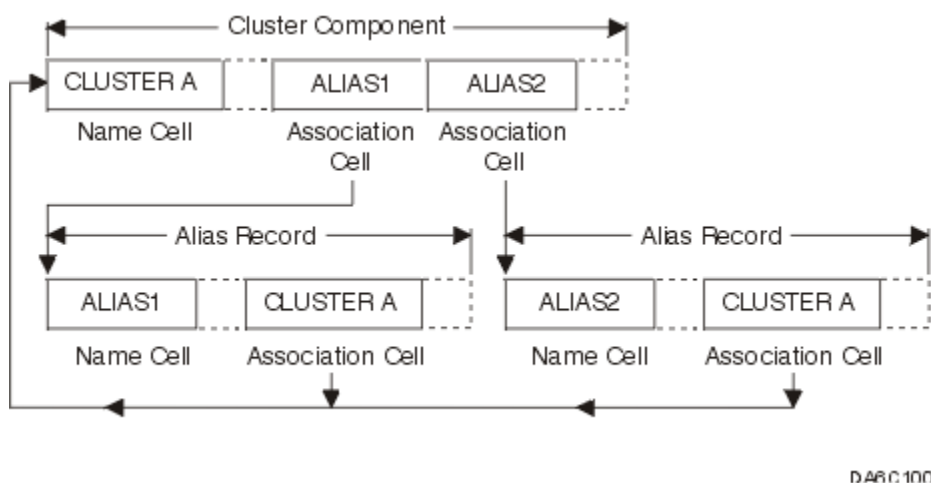 Cluster Component
CLUSTER A ALIAS1 ALIAS2
Name Cell Association Association
Cell Cell
Alias Record Alias Record
ALIAS1 CLUSTER A ALIAS2 CLUSTER A
Name Cell Association Cell Name Cell Association Cell
DA6C100